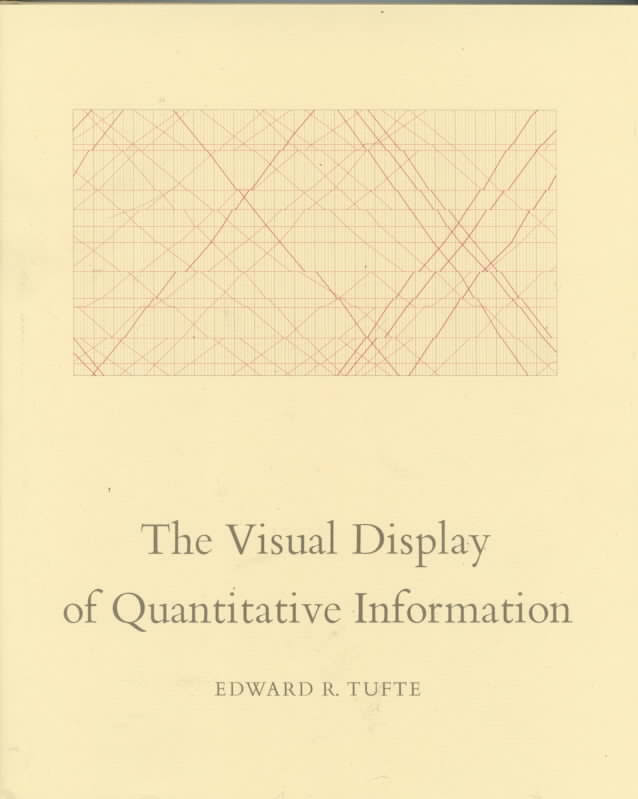 The Visual Display
of Quantitative Information
EDWARD R. TUFTE